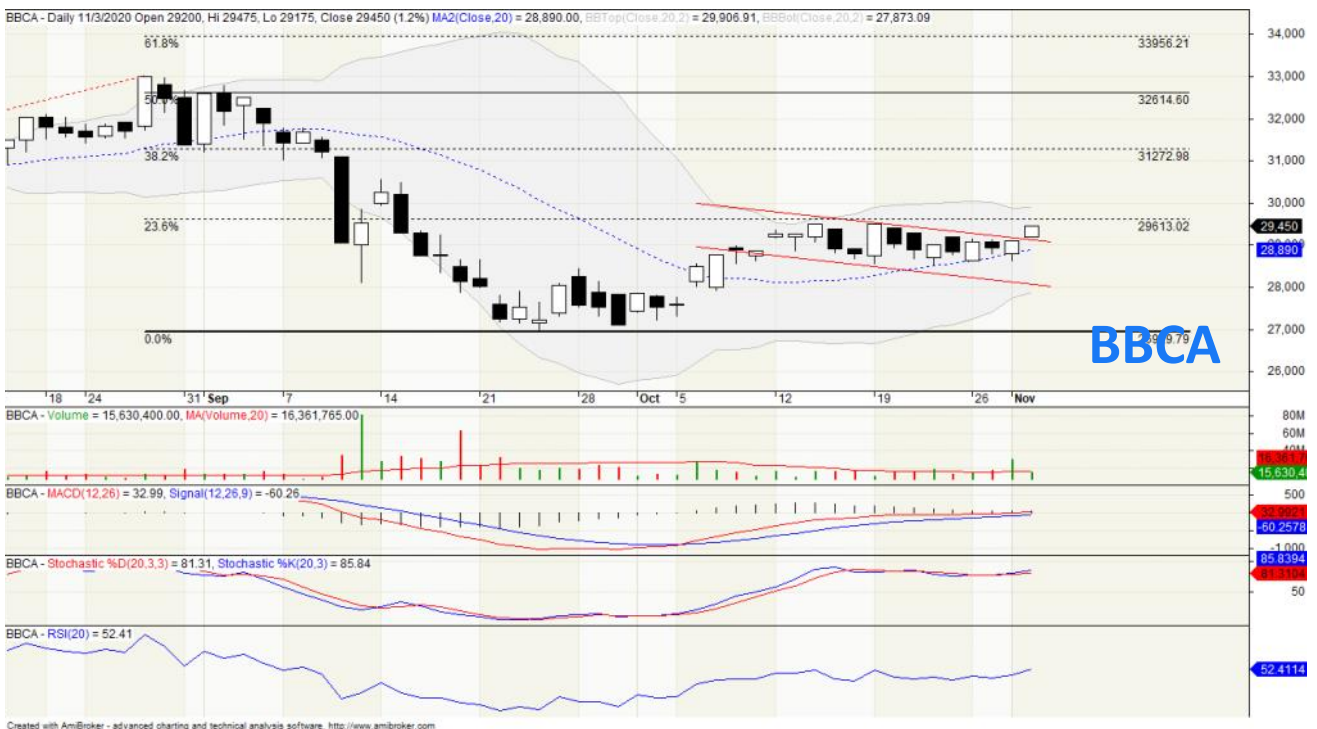 BBCA - Daily 11/3/2020 Open 29200, Hi 29475, Lo 29175, Close 29450 (1.2%) MA2(Close,20) = 28,890.00, BBTop(Close,20,2) = 29,906.91, BBBot(Close,20,2) = 27,873.09
34,000
61.8% 33956.21
33,000
50.0% 32614.60
32,000
38.2% 31272.98
31,000
30,000
23.6% 29613.02
29,450
28,890
28,000
27,000
0.0%
BBCA
26,000
18 24 31 Sep 7 14 21 28 Oct 5 12 19 26 Nov
BBCA - Volume = 15,630,400.00, MA(Volume,20) = 16,361,765.00
80M
60M
BBCA - MACD(12,26) = 32.99, Signal(12,26,9) = -60.26
500
32.9921
-60.2578
-1,000
BBCA - Stochastic %D(20,3,3) = 81.31, Stochastic %K(20,3) = 85.84
85.8394
81.3104
50
BBCA - RSI(20) = 52.41
52.4114
Created with AmiBroker - advanced charting and technical analysis software. http://www.amibroker.com